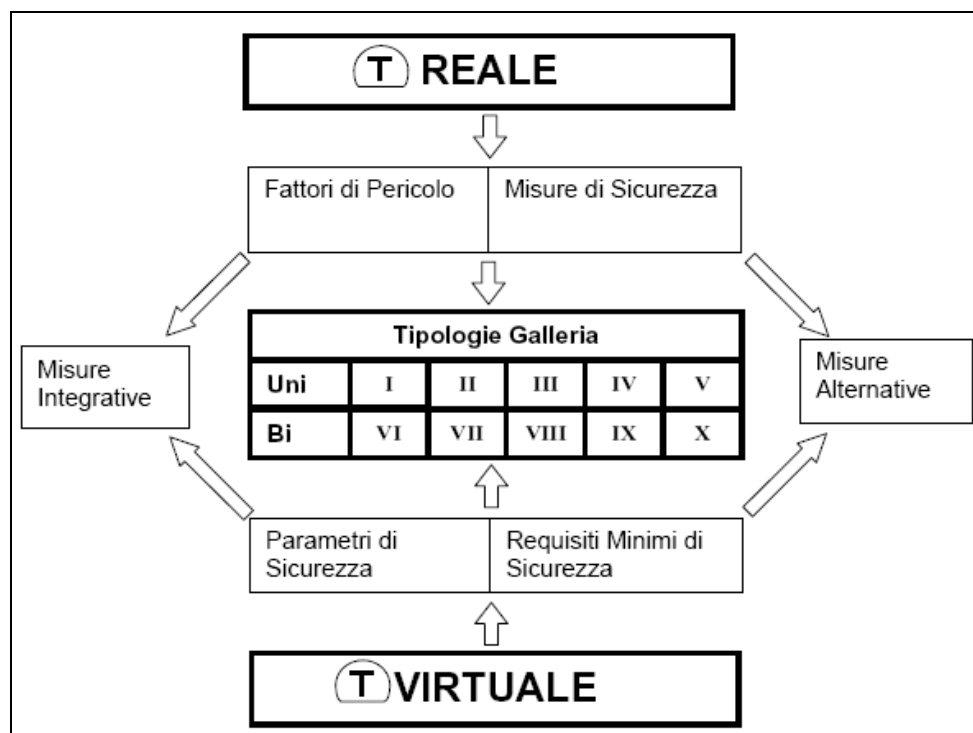 T REALE
Fattori di Pericolo
Misure di Sicurezza
Tipologie Galleria
Uni I II III IV V
Bi VI VII VIII IX X
Misure
Integrative
Misure
Alternative
Parametri di
Sicurezza
Requisiti Minimi di
Sicurezza
T VIRTUALE